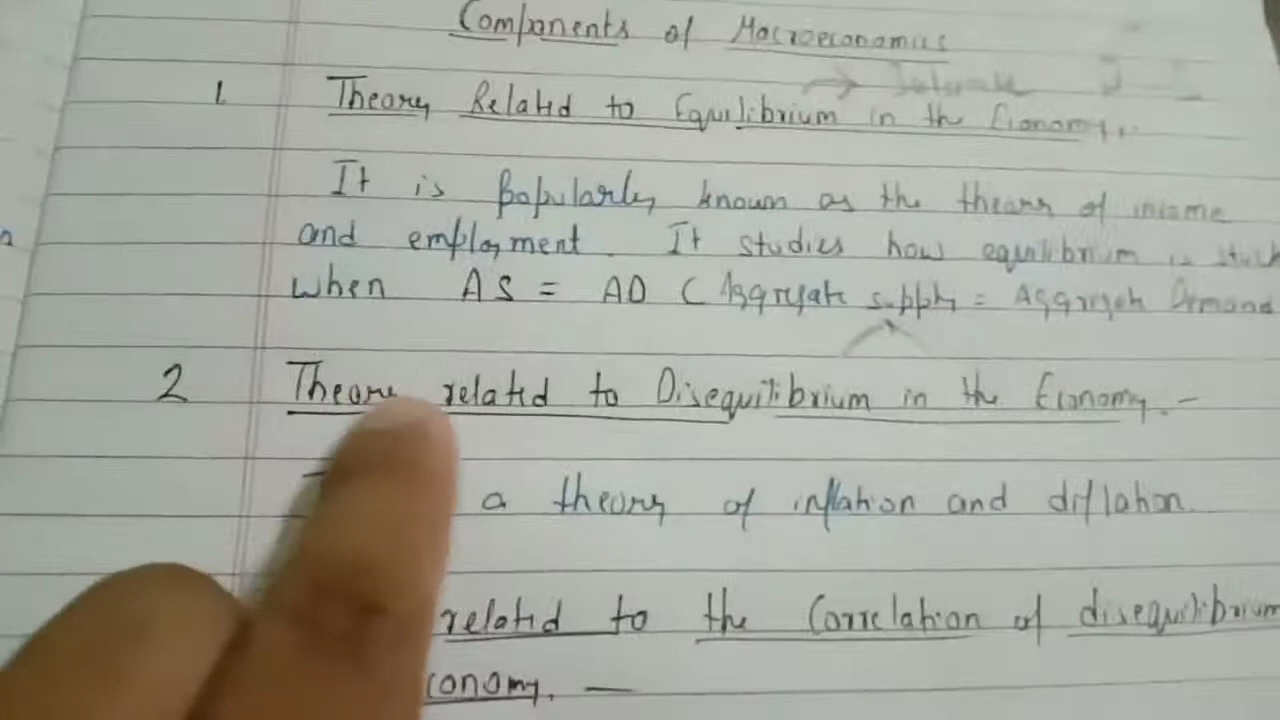 Components of Macroeconomics
1. Theory Related to Equilibrium in the Economy.
It is popularly known as the theory of income
and employment. It studies how equilibrium is
when AS = AD ( Aggregate supply = Aggregate Demand
2 Theory related to Disequilibrium in the Economy. -
a theory of inflation and diflation.
related to the Correlation of disequilibrium
conomy. —